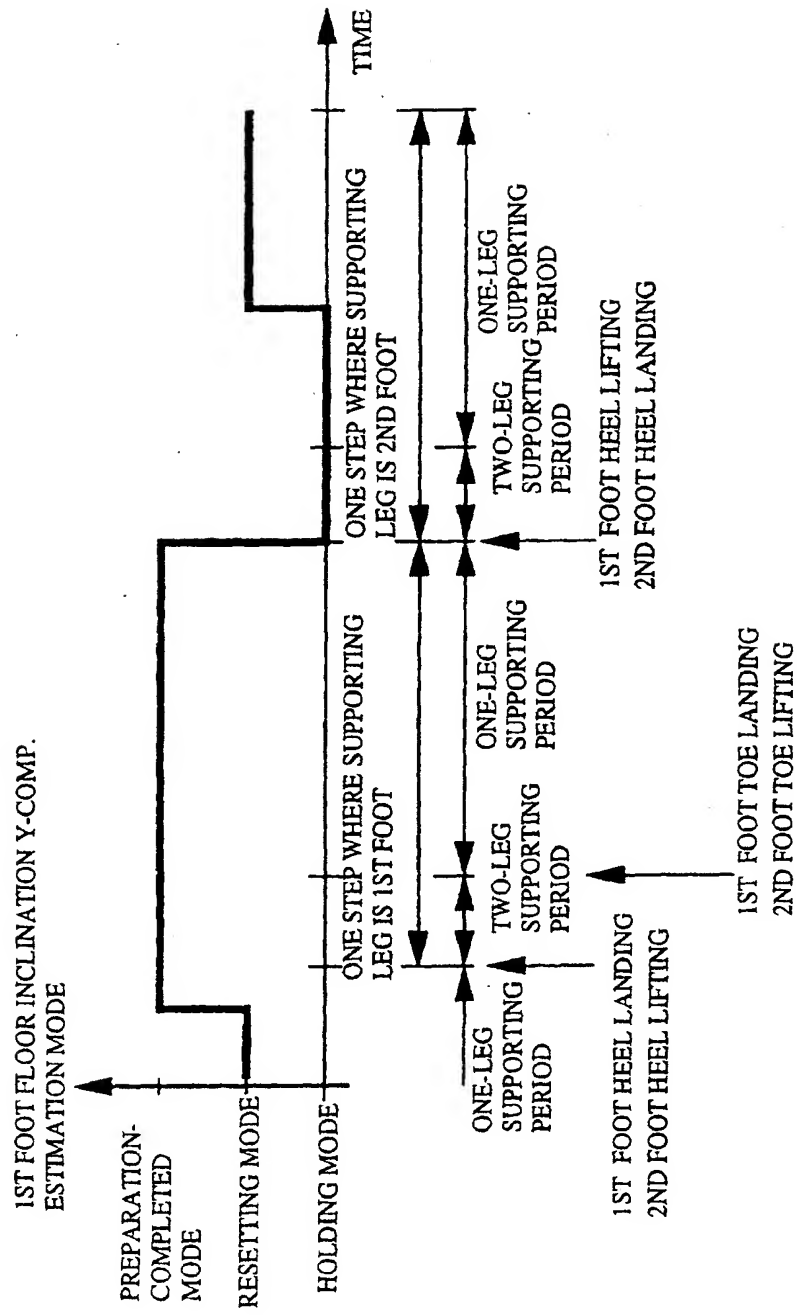 1ST FOOT FLOOR INCLINATION Y-COMP.
ESTIMATION MODE
PREPARATION-
COMPLETED
MODE
RESETTING MODE
HOLDING MODE
TIME
ONE STEP WHERE SUPPORTING
LEG IS 1ST FOOT
ONE STEP WHERE SUPPORTING
LEG IS 2ND FOOT
ONE-LEG
SUPPORTING
PERIOD
TWO-LEG
SUPPORTING
PERIOD
ONE-LEG
SUPPORTING
PERIOD
TWO-LEG
SUPPORTING
PERIOD
ONE-LEG
SUPPORTING
PERIOD
1ST FOOT HEEL LANDING
2ND FOOT HEEL LIFTING
1ST FOOT TOE LANDING
2ND FOOT TOE LIFTING
1ST FOOT HEEL LIFTING
2ND FOOT HEEL LANDING